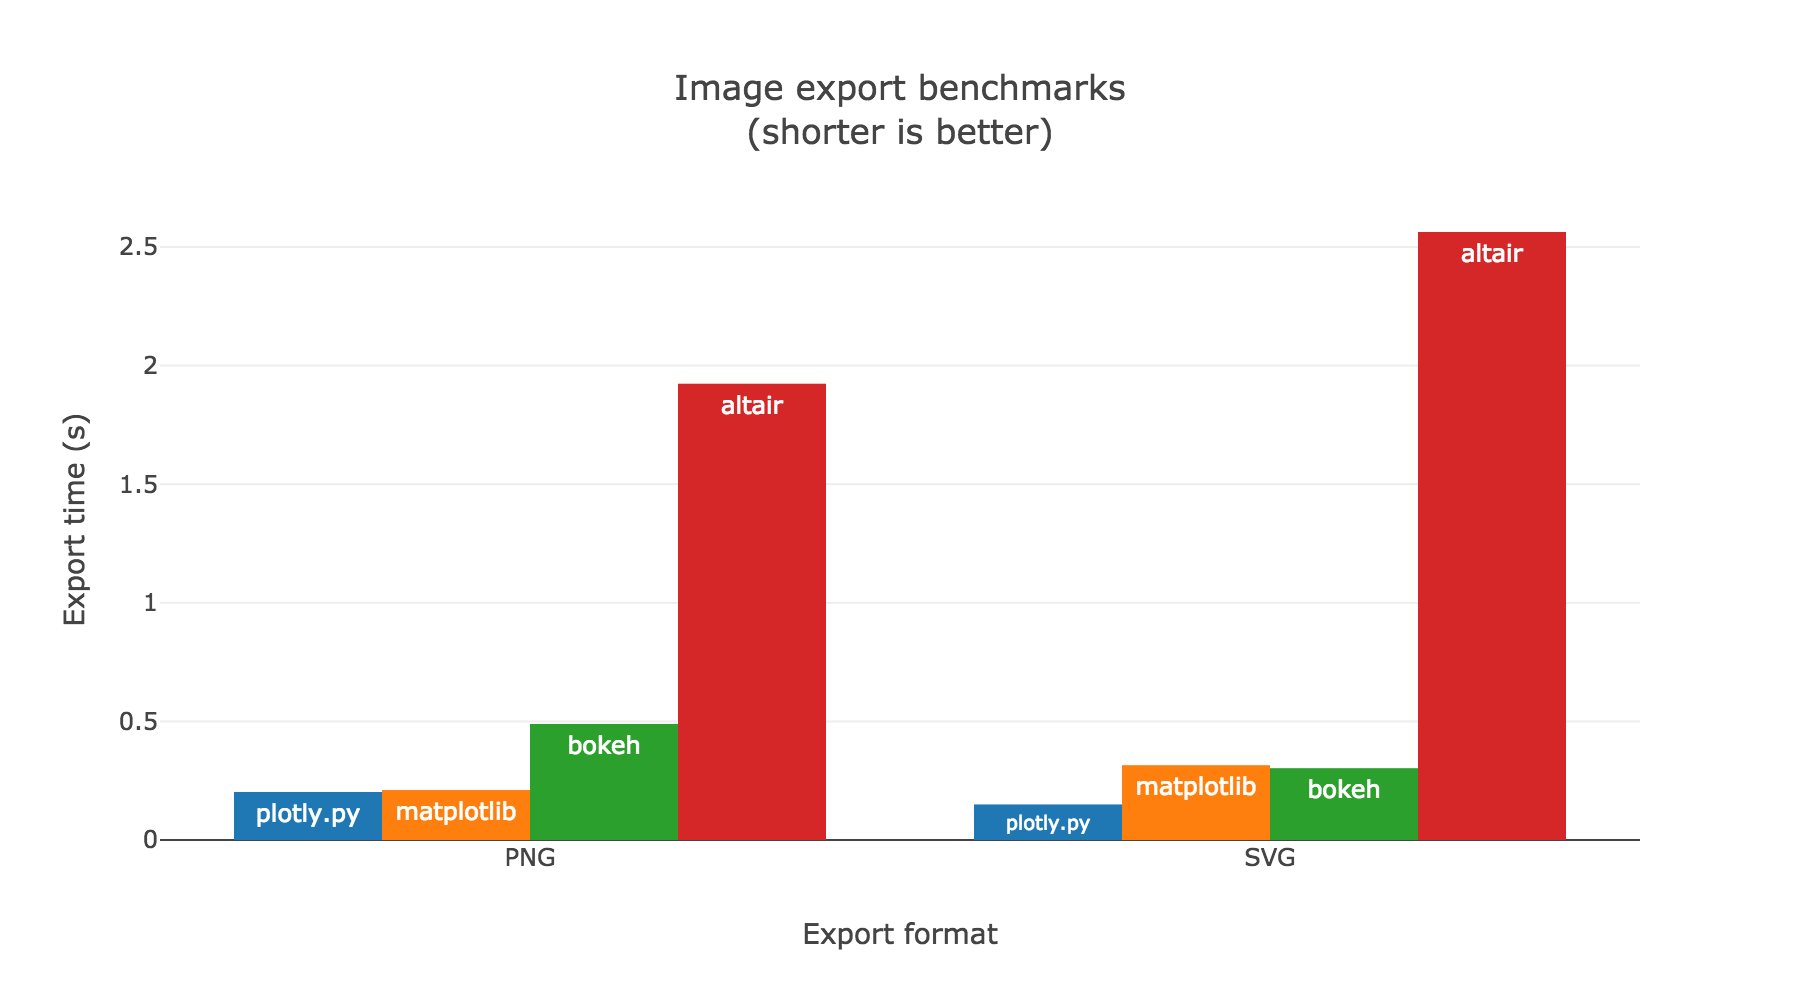 Image export benchmarks
(shorter is better)
Export time (s)
2.5
2
1.5
1
0.5
0
plotly.py
matplotlib
bokeh
altair
plotly.py
matplotlib
bokeh
altair
PNG
SVG
Export format